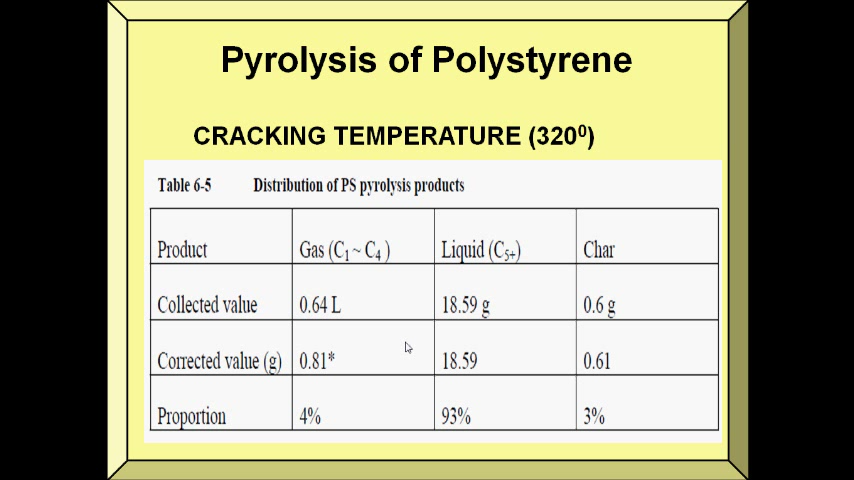 Pyrolysis of Polystyrene
CRACKING TEMPERATURE (320⁰)
Table 6-5 Distribution of PS pyrolysis products
Product Gas (C₁ ~ C₄ ) Liquid (C₅₊) Char
Collected value 0.64 L 18.59 g 0.6 g
Corrected value (g) 0.81* 18.59 0.61
Proportion 4% 93% 3%